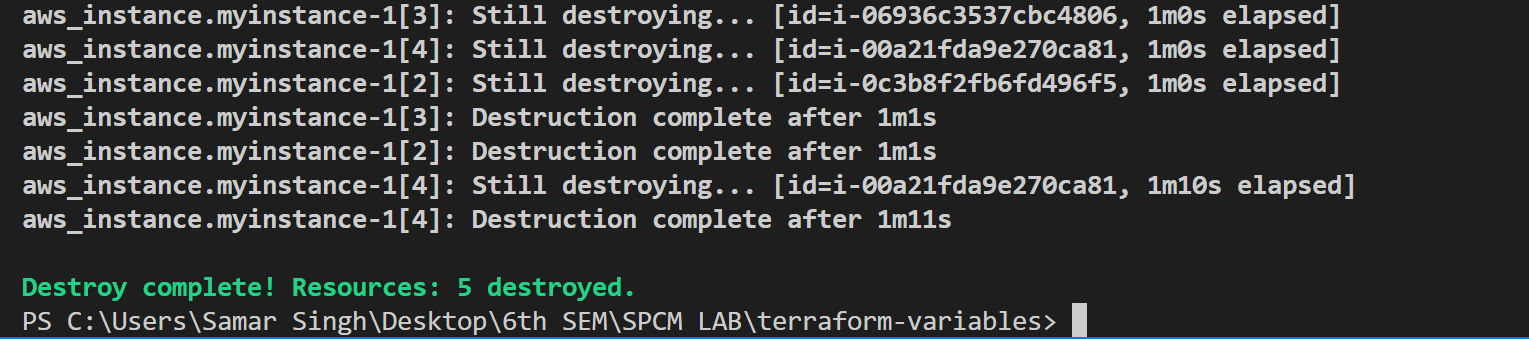 aws_instance.myinstance-1[3]: Still destroying... [id=i-06936c3537cbc4806, 1m0s elapsed]
aws_instance.myinstance-1[4]: Still destroying... [id=i-00a21fda9e270ca81, 1m0s elapsed]
aws_instance.myinstance-1[2]: Still destroying... [id=i-0c3b8f2fb6fd496f5, 1m0s elapsed]
aws_instance.myinstance-1[3]: Destruction complete after 1m1s
aws_instance.myinstance-1[2]: Destruction complete after 1m1s
aws_instance.myinstance-1[4]: Still destroying... [id=i-00a21fda9e270ca81, 1m10s elapsed]
aws_instance.myinstance-1[4]: Destruction complete after 1m11s
Destroy complete! Resources: 5 destroyed.
PS C:\Users\Samar Singh\Desktop\6th SEM\SPCM LAB\terraform-variables>